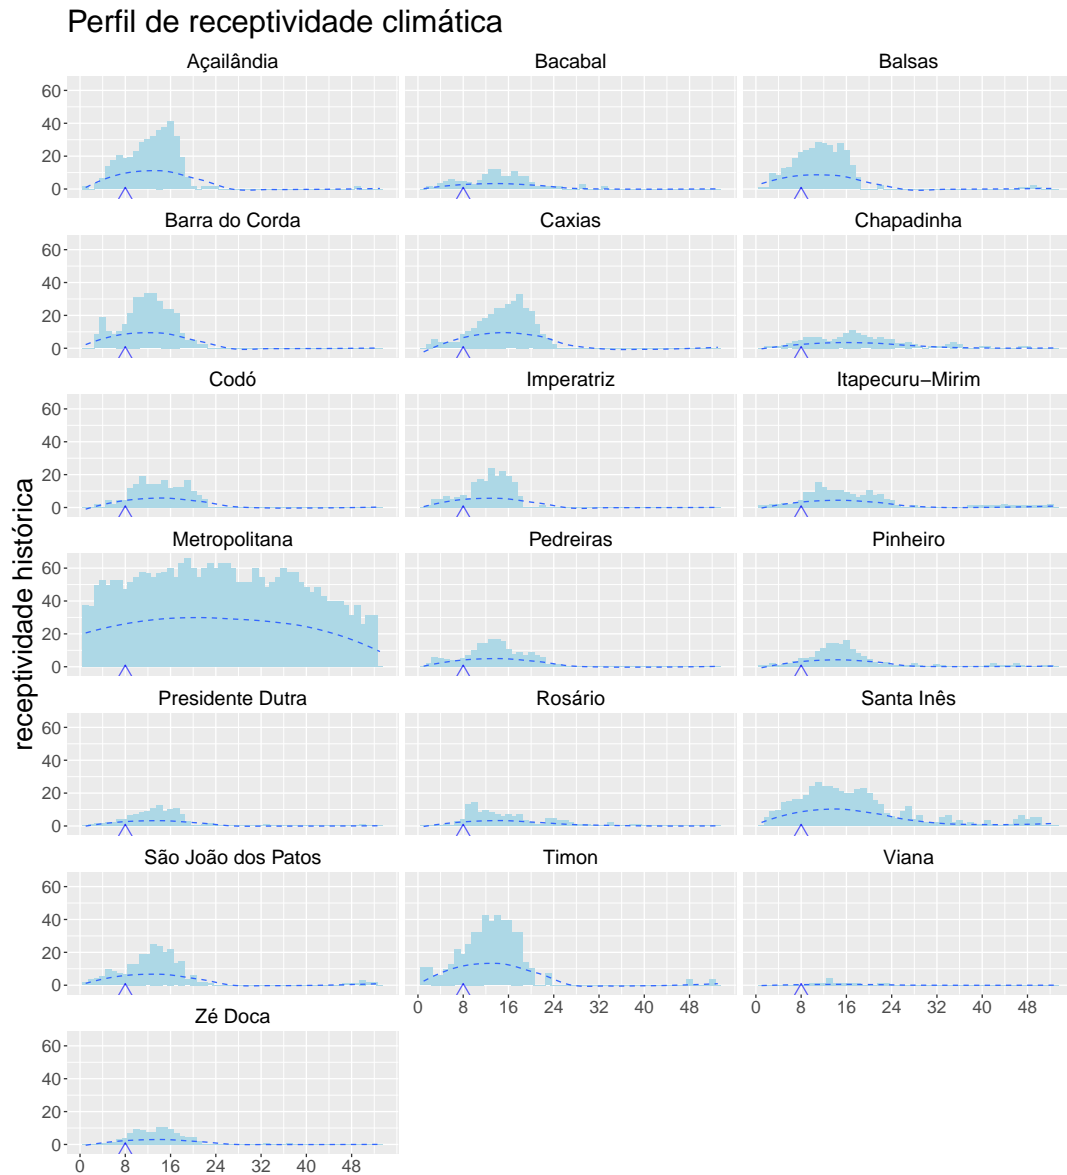 Perfil de receptividade climática
Açailândia
Bacabal
Balsas
60
40
20
0
Barra do Corda
Caxias
Chapadinha
60
40
20
0
Codó
Imperatriz
Itapecuru−Mirim
60
40
20
0
receptividade histórica
Metropolitana
Pedreiras
Pinheiro
60
40
20
0
Presidente Dutra
Rosário
Santa Inês
60
40
20
0
São João dos Patos
Timon
Viana
60
40
20
0
0 8 16 24 32 40 48
0 8 16 24 32 40 48
Zé Doca
60
40
20
0
0 8 16 24 32 40 48